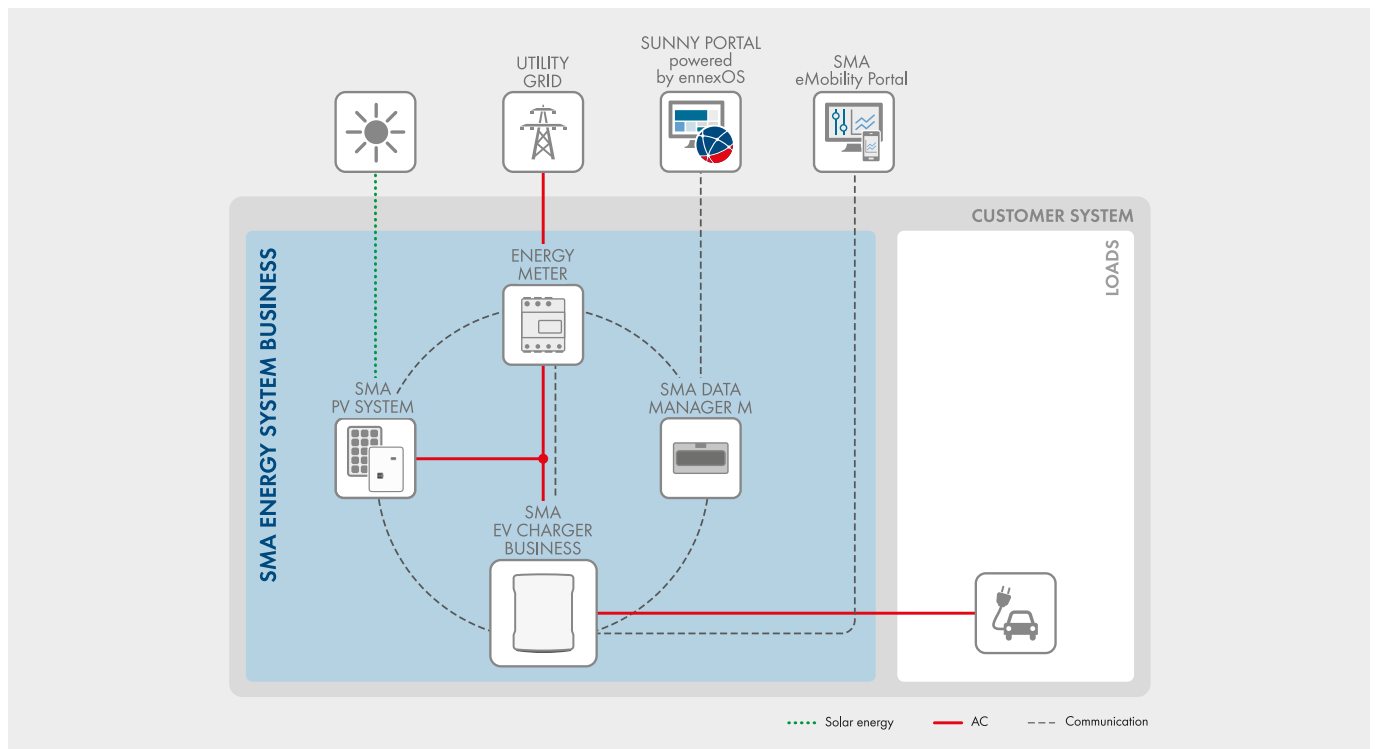 SUNNY PORTAL
powered
by ennexOS
SMA
eMobility Portal
UTILITY
GRID
CUSTOMER SYSTEM
LOADS
SMA ENERGY SYSTEM BUSINESS
ENERGY
METER
SMA
PV SYSTEM
SMA DATA
MANAGER M
SMA
EV CHARGER
BUSINESS
Solar energy
AC
Communication